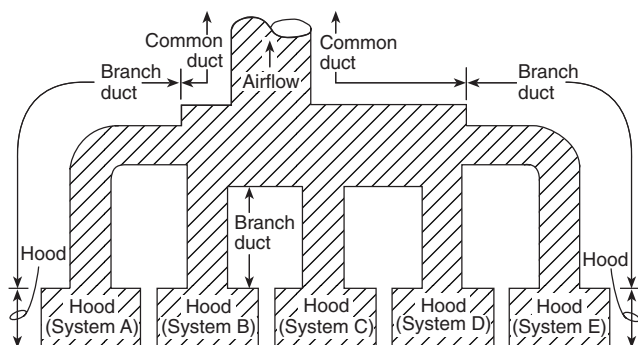 Common
duct
Common
duct
Branch
duct
Airflow
Branch
duct
Branch
duct
Hood
Hood
Hood
(System A)
Hood
(System B)
Hood
(System C)
Hood
(System D)
Hood
(System E)